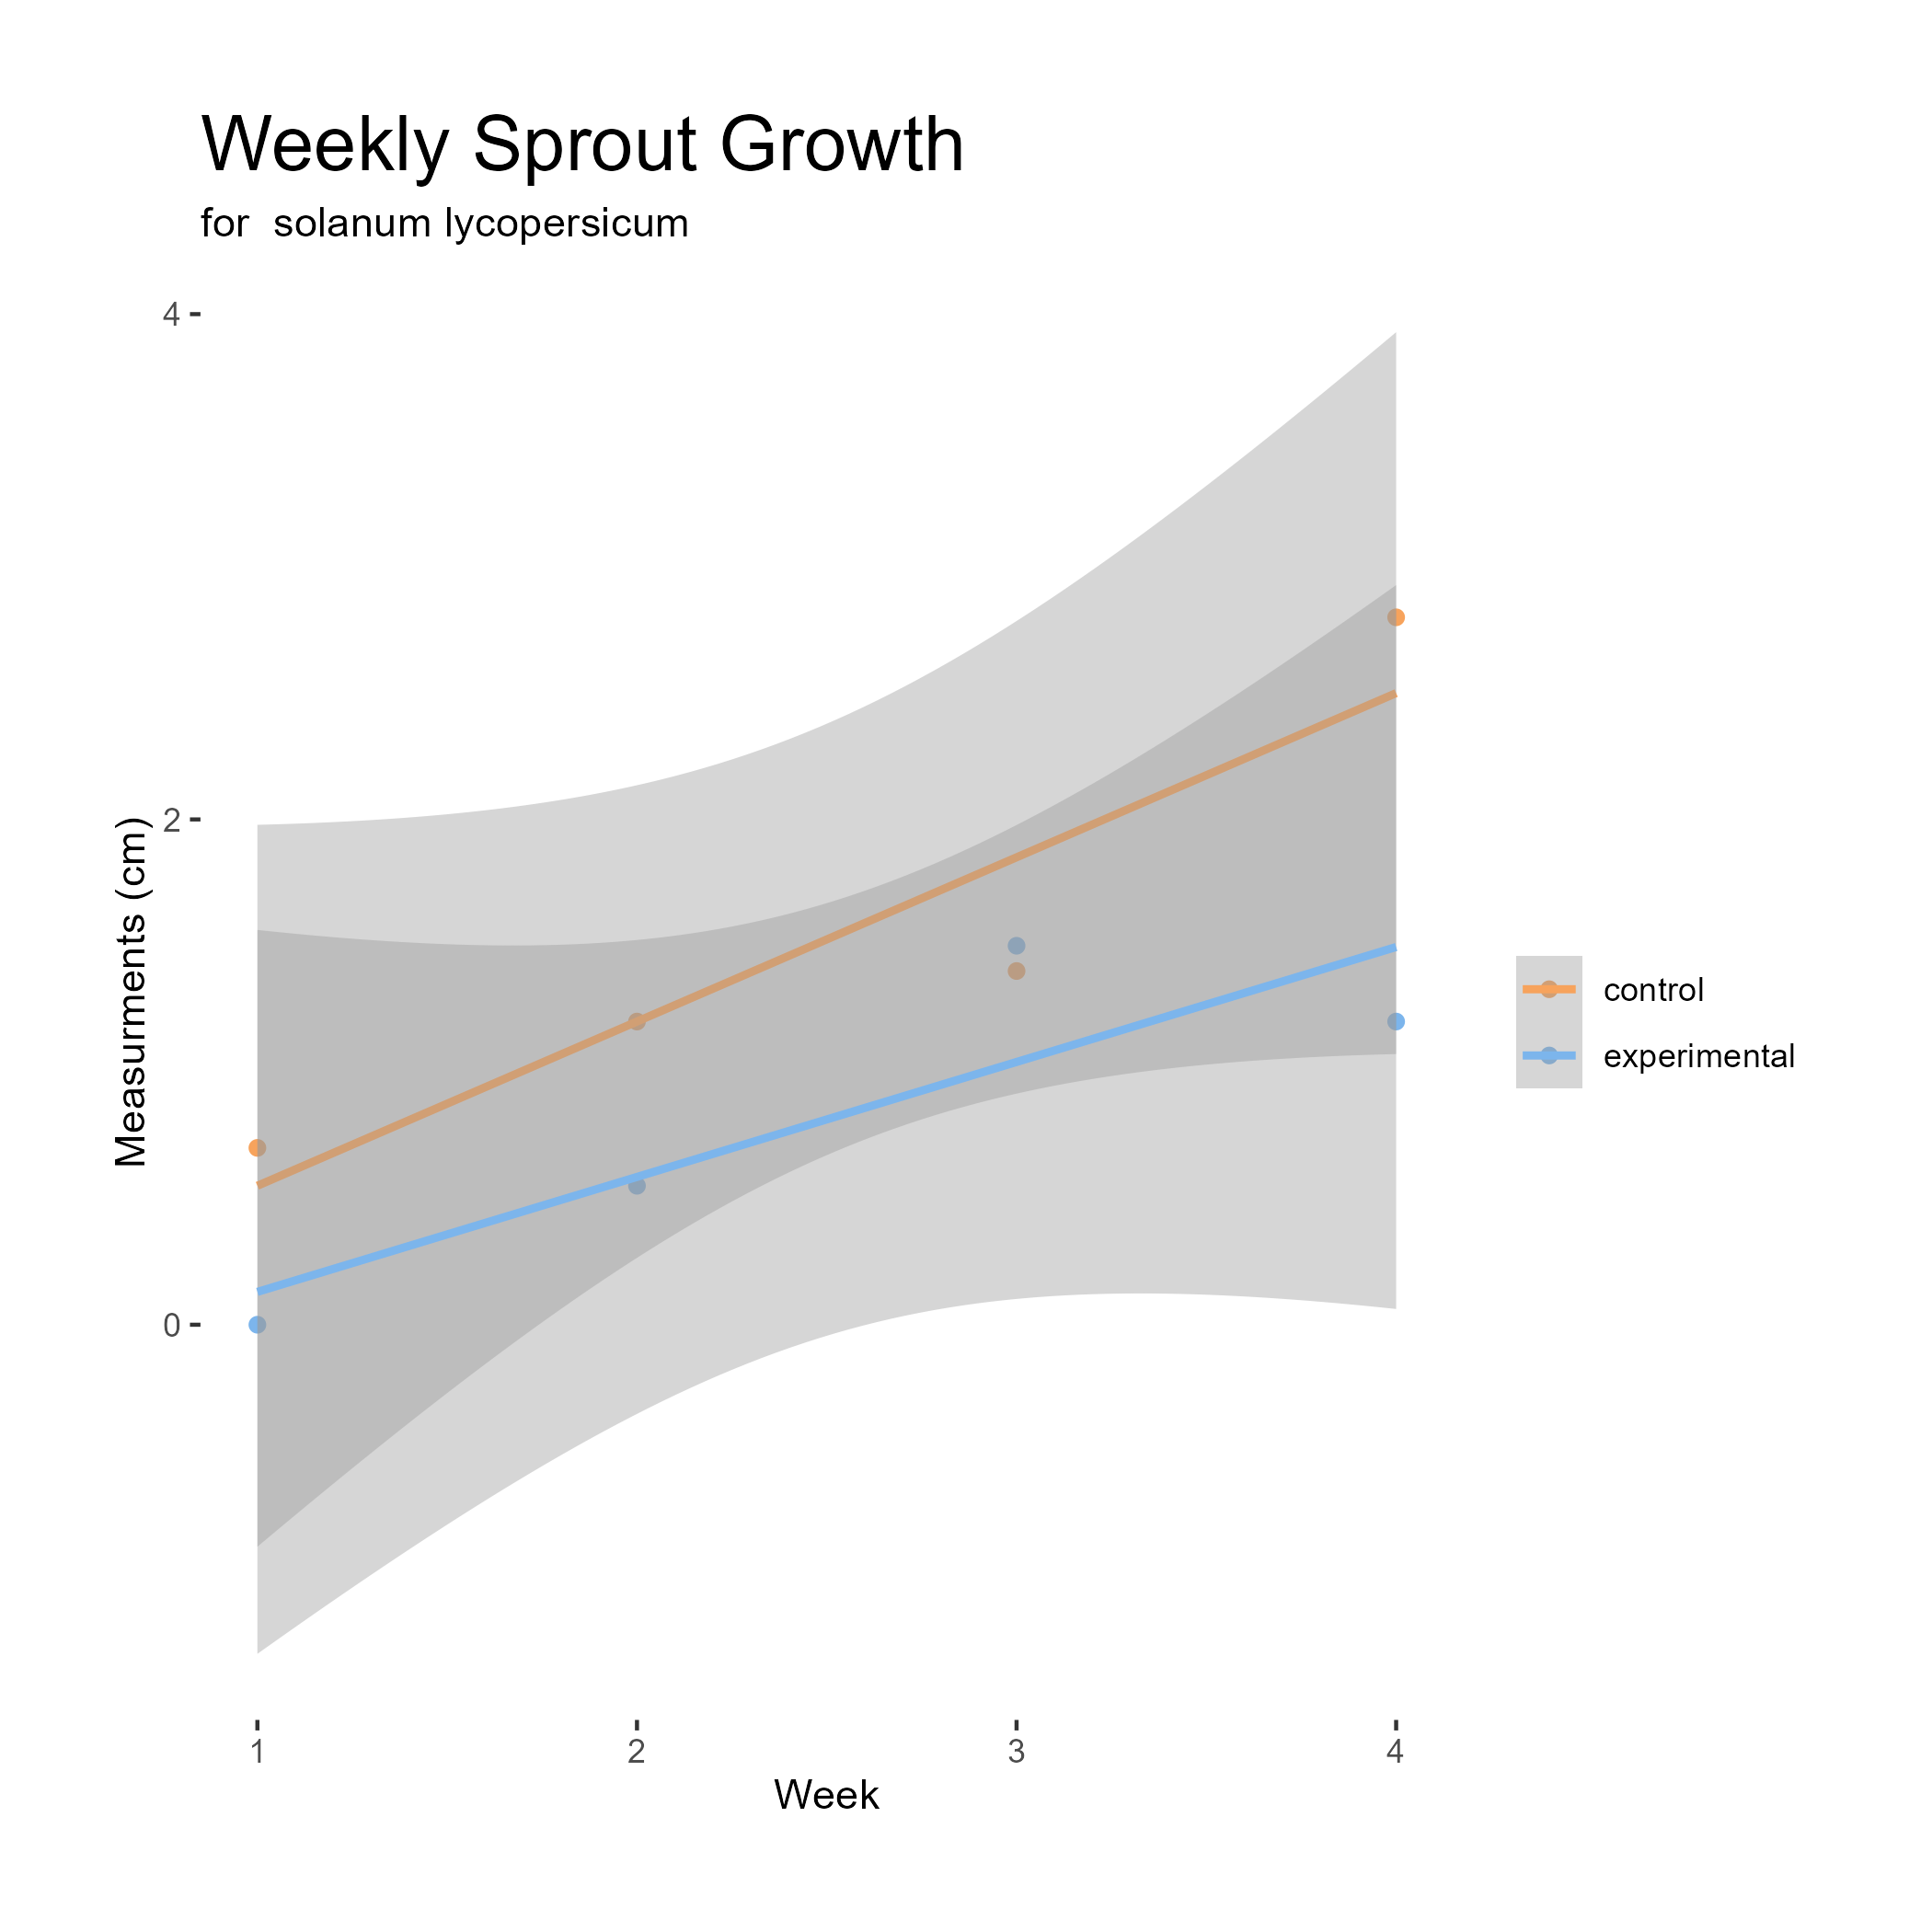 Weekly Sprout Growth
for  solanum lycopersicum
4
2
0
Measurments (cm)
1
2
3
4
Week
control
experimental